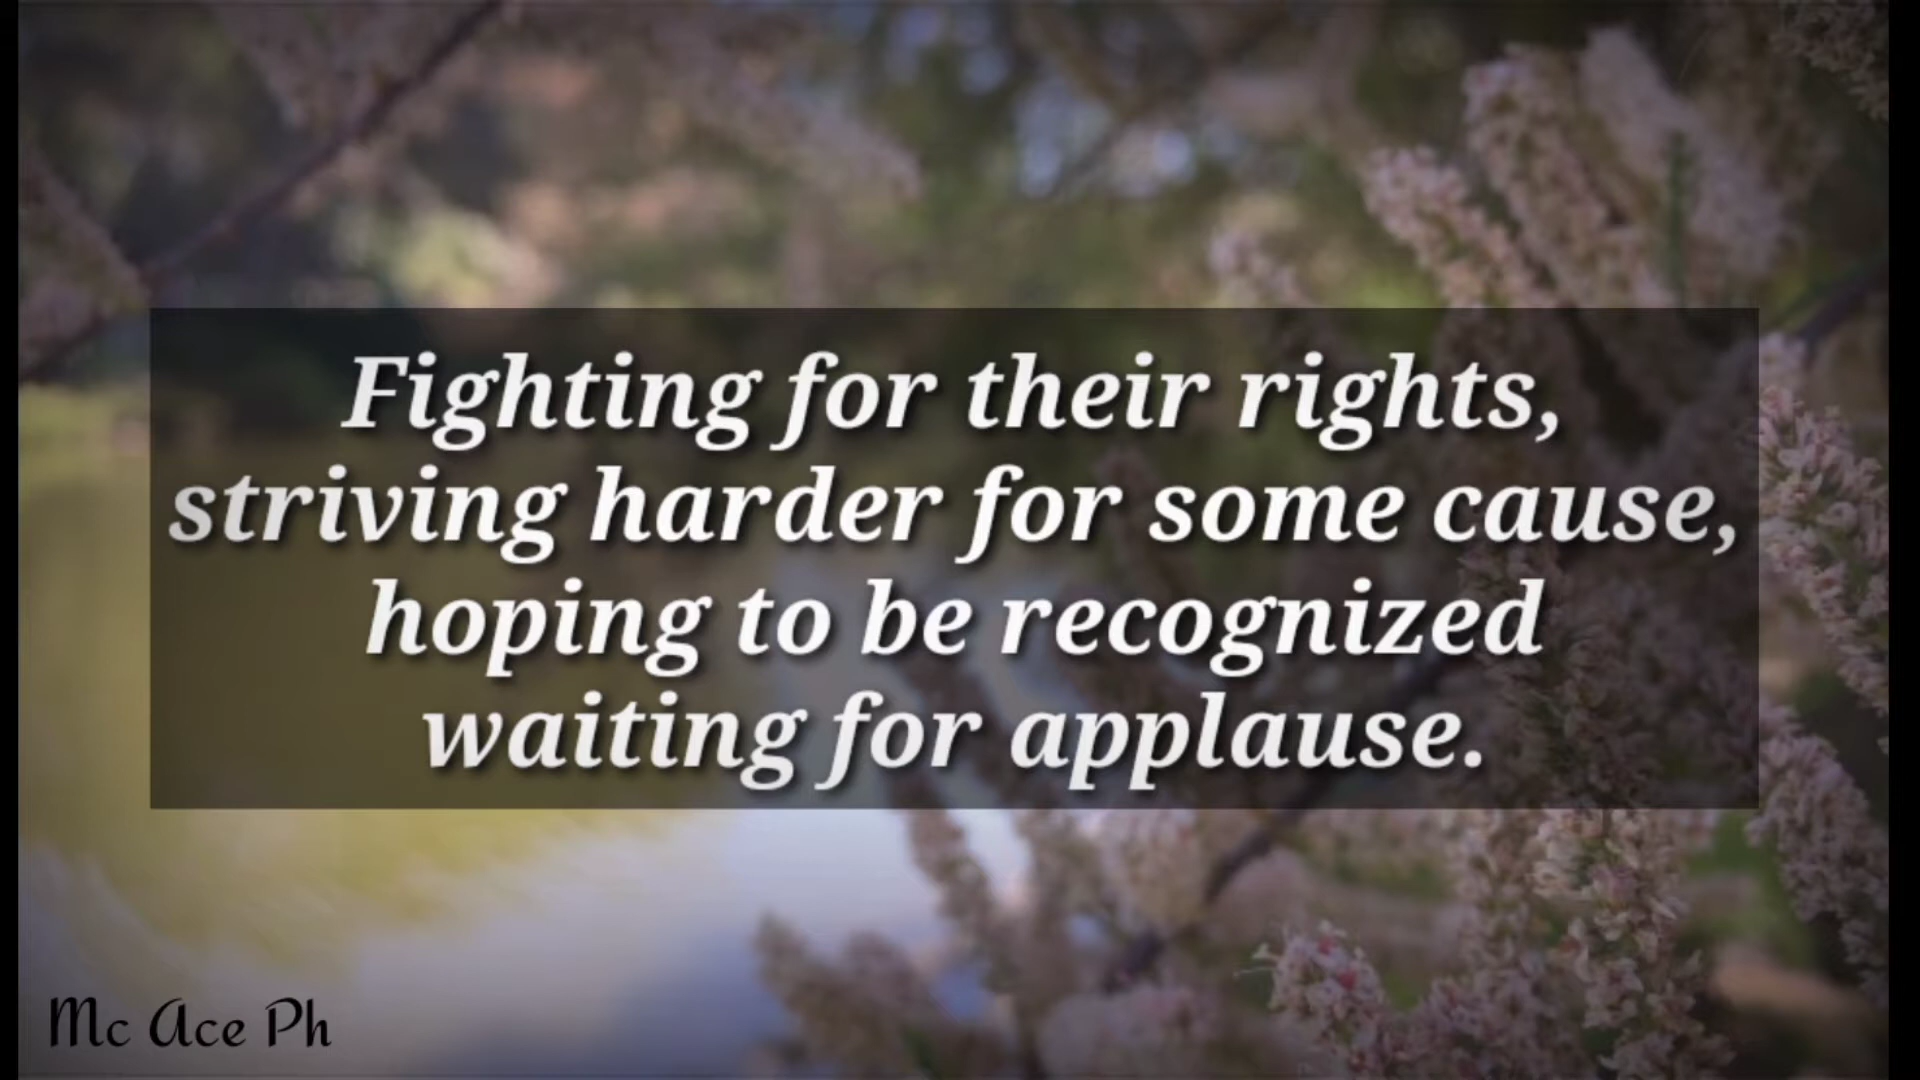 Fighting for their rights,
striving harder for some cause,
hoping to be recognized
waiting for applause.
Mc Ace Ph